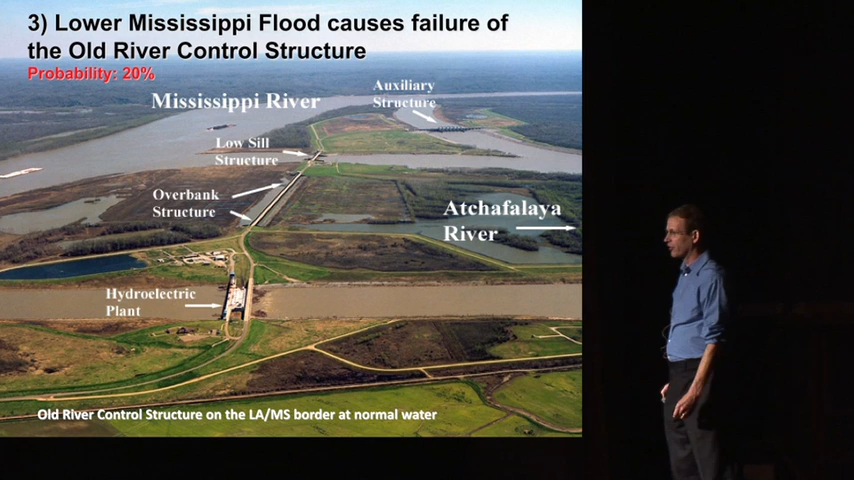 3) Lower Mississippi Flood causes failure of
the Old River Control Structure
Probability: 20%
Auxiliary
Structure
Mississippi River
Low Sill
Structure
Overbank
Structure
Atchafalaya
River
Hydroelectric
Plant
Old River Control Structure on the LA/MS border at normal water